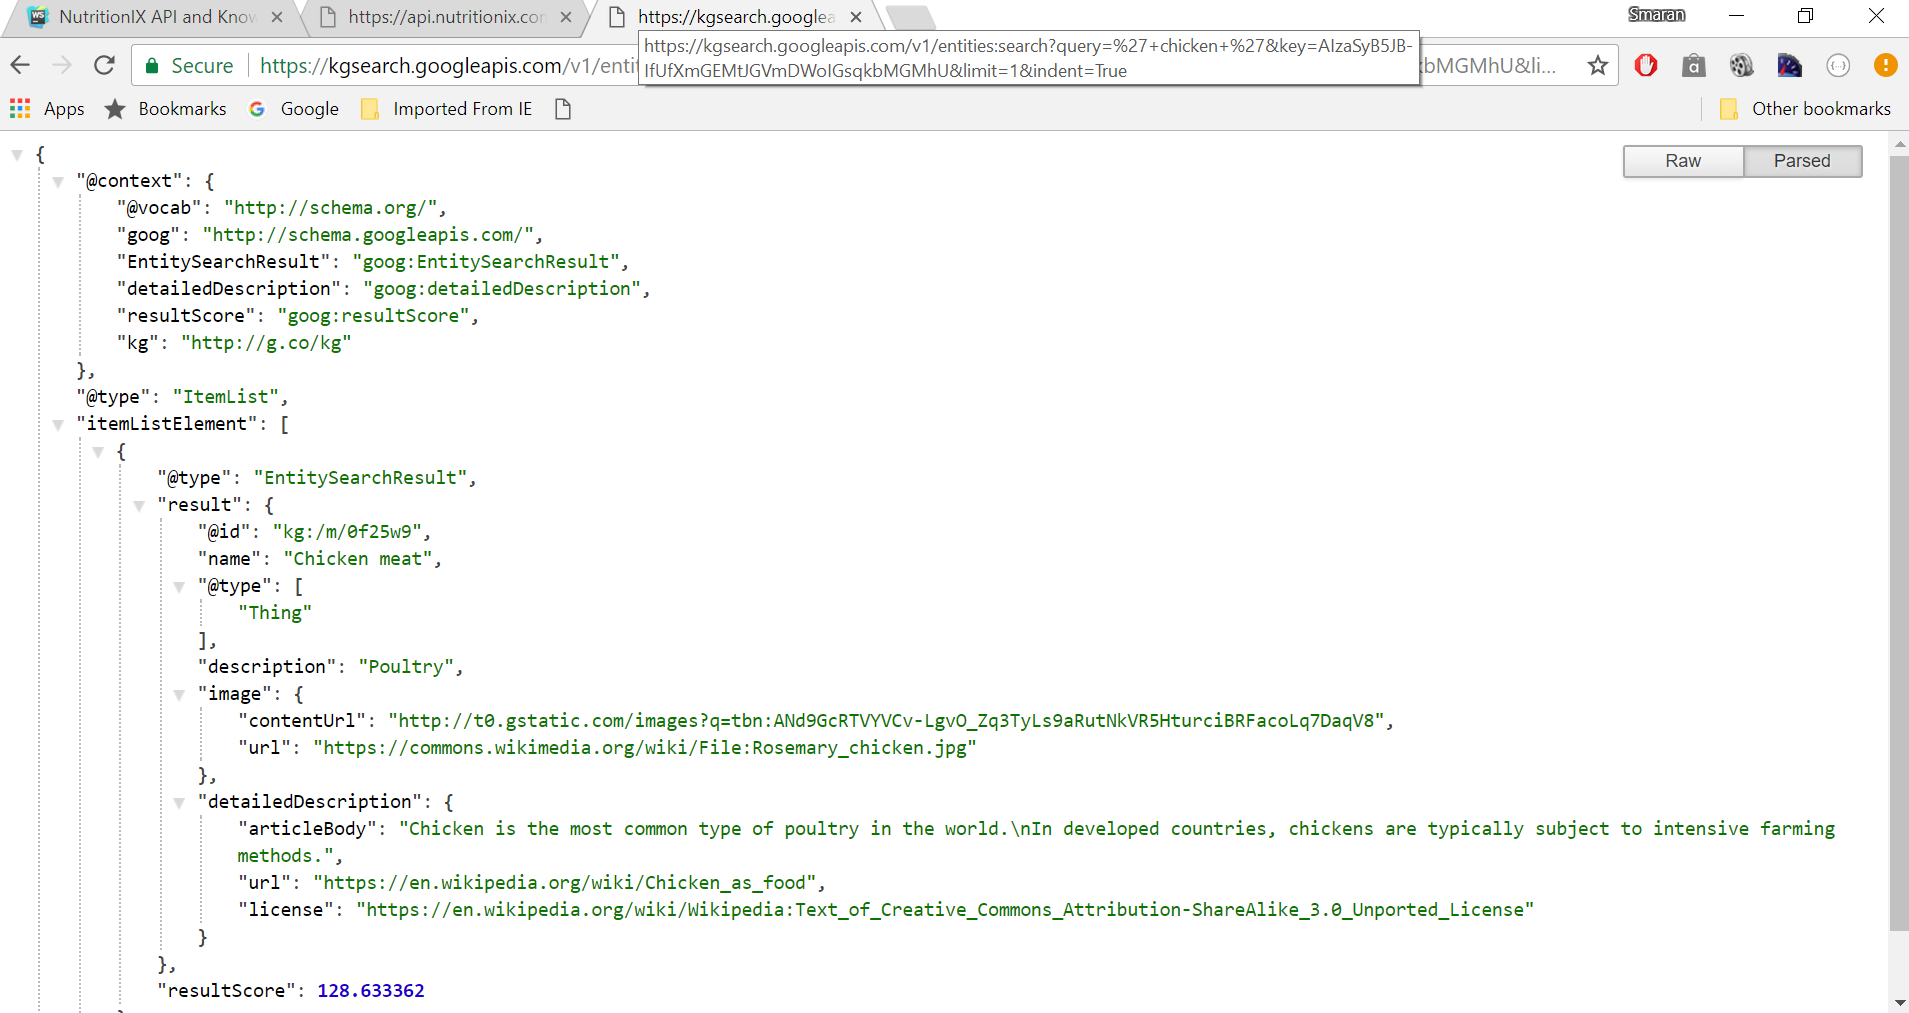 NutritionIX API and Know
https://api.nutritionix.con
https://kgsearch.googlea
Smaran
Secure
https://kgsearch.googleapis.com/v1/enti
bMGMhU&li...
https://kgsearch.googleapis.com/v1/entities:search?query=%27+chicken+%27&key=AIzaSyB5JB-
IfUfXmGEMtJGVmDWoIGsqkbMGMhU&limit=1&indent=True
Apps
Bookmarks
Google
Imported From IE
Other bookmarks
Raw
Parsed
{
"@context": {
"@vocab": "http://schema.org/",
"goog": "http://schema.googleapis.com/",
"EntitySearchResult": "goog:EntitySearchResult",
"detailedDescription": "goog:detailedDescription",
"resultScore": "goog:resultScore",
"kg": "http://g.co/kg"
},
"@type": "ItemList",
"itemListElement": [
{
"@type": "EntitySearchResult",
"result": {
"@id": "kg:/m/0f25w9",
"name": "Chicken meat",
"@type": [
"Thing"
],
"description": "Poultry",
"image": {
"contentUrl": "http://t0.gstatic.com/images?q=tbn:ANd9GcRTVYVCv-LgvO_Zq3TyLs9aRutNkVR5HturciBRFacoLq7DaqV8",
"url": "https://commons.wikimedia.org/wiki/File:Rosemary_chicken.jpg"
},
"detailedDescription": {
"articleBody": "Chicken is the most common type of poultry in the world.\nIn developed countries, chickens are typically subject to intensive farming
methods.",
"url": "https://en.wikipedia.org/wiki/Chicken_as_food",
"license": "https://en.wikipedia.org/wiki/Wikipedia:Text_of_Creative_Commons_Attribution-ShareAlike_3.0_Unported_License"
}
},
"resultScore": 128.633362